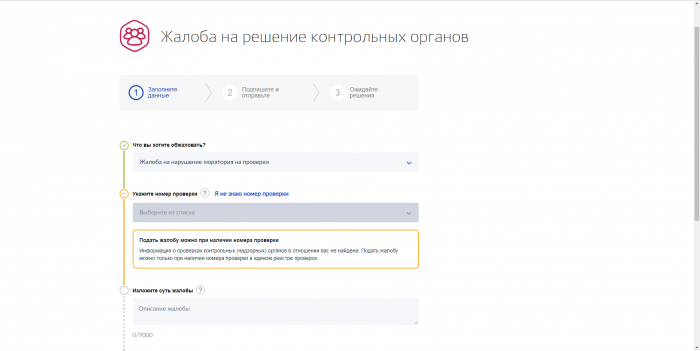 Жалоба на решение контрольных органов
1 Заполните данные
2 Подпишите и отправьте
3 Ожидайте решения
Что вы хотите обжаловать?
Жалоба на нарушение моратория на проверки
Укажите номер проверки ? Я не знаю номер проверки
Выберите из списка
Подать жалобу можно при наличии номера проверки
Информация о проверках контрольных (надзорных) органов в отношении вас не найдена. Подать жалобу
можно только при наличии номера проверки в едином реестре проверок.
Изложите суть жалобы ?
Описание жалобы
0/9000